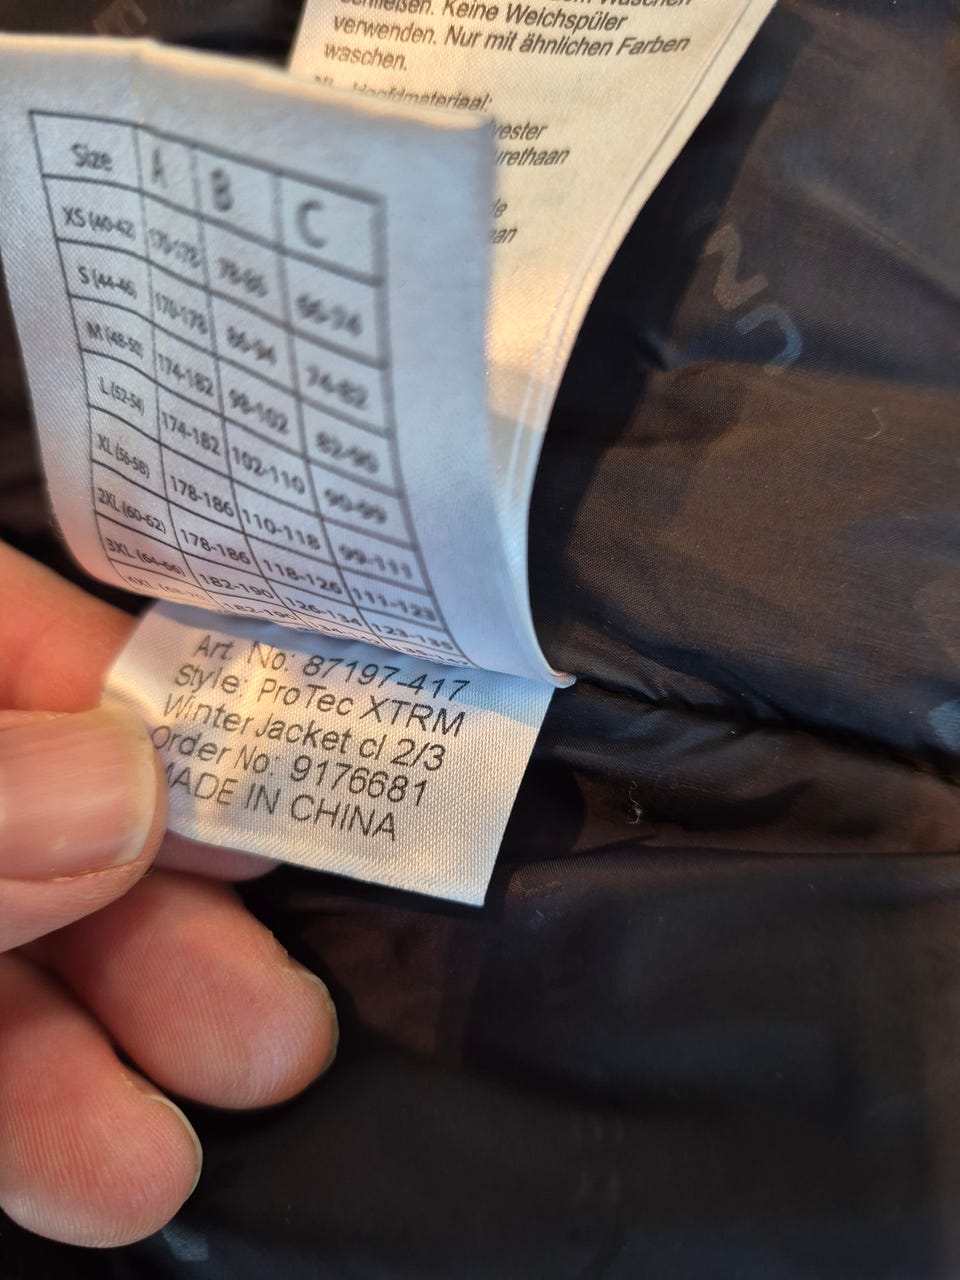 schließen. Keine Weichspüler
verwenden. Nur mit ähnlichen Farben
waschen.
Hoofdmateriaal:
Size A B C
XS (40-42) 170-178 78-86 66-74
S (44-46) 170-178 86-94 74-82
M (48-50) 174-182 98-102 82-90
L (52-54) 174-182 102-110 90-99
XL (56-58) 178-186 110-118 99-111
2XL (60-62) 178-186 118-126 111-123
3XL (64-66) 182-190 126-134
Art. No: 87197-417
Style: ProTec XTRM
Winter Jacket cl 2/3
Order No: 9176681
MADE IN CHINA